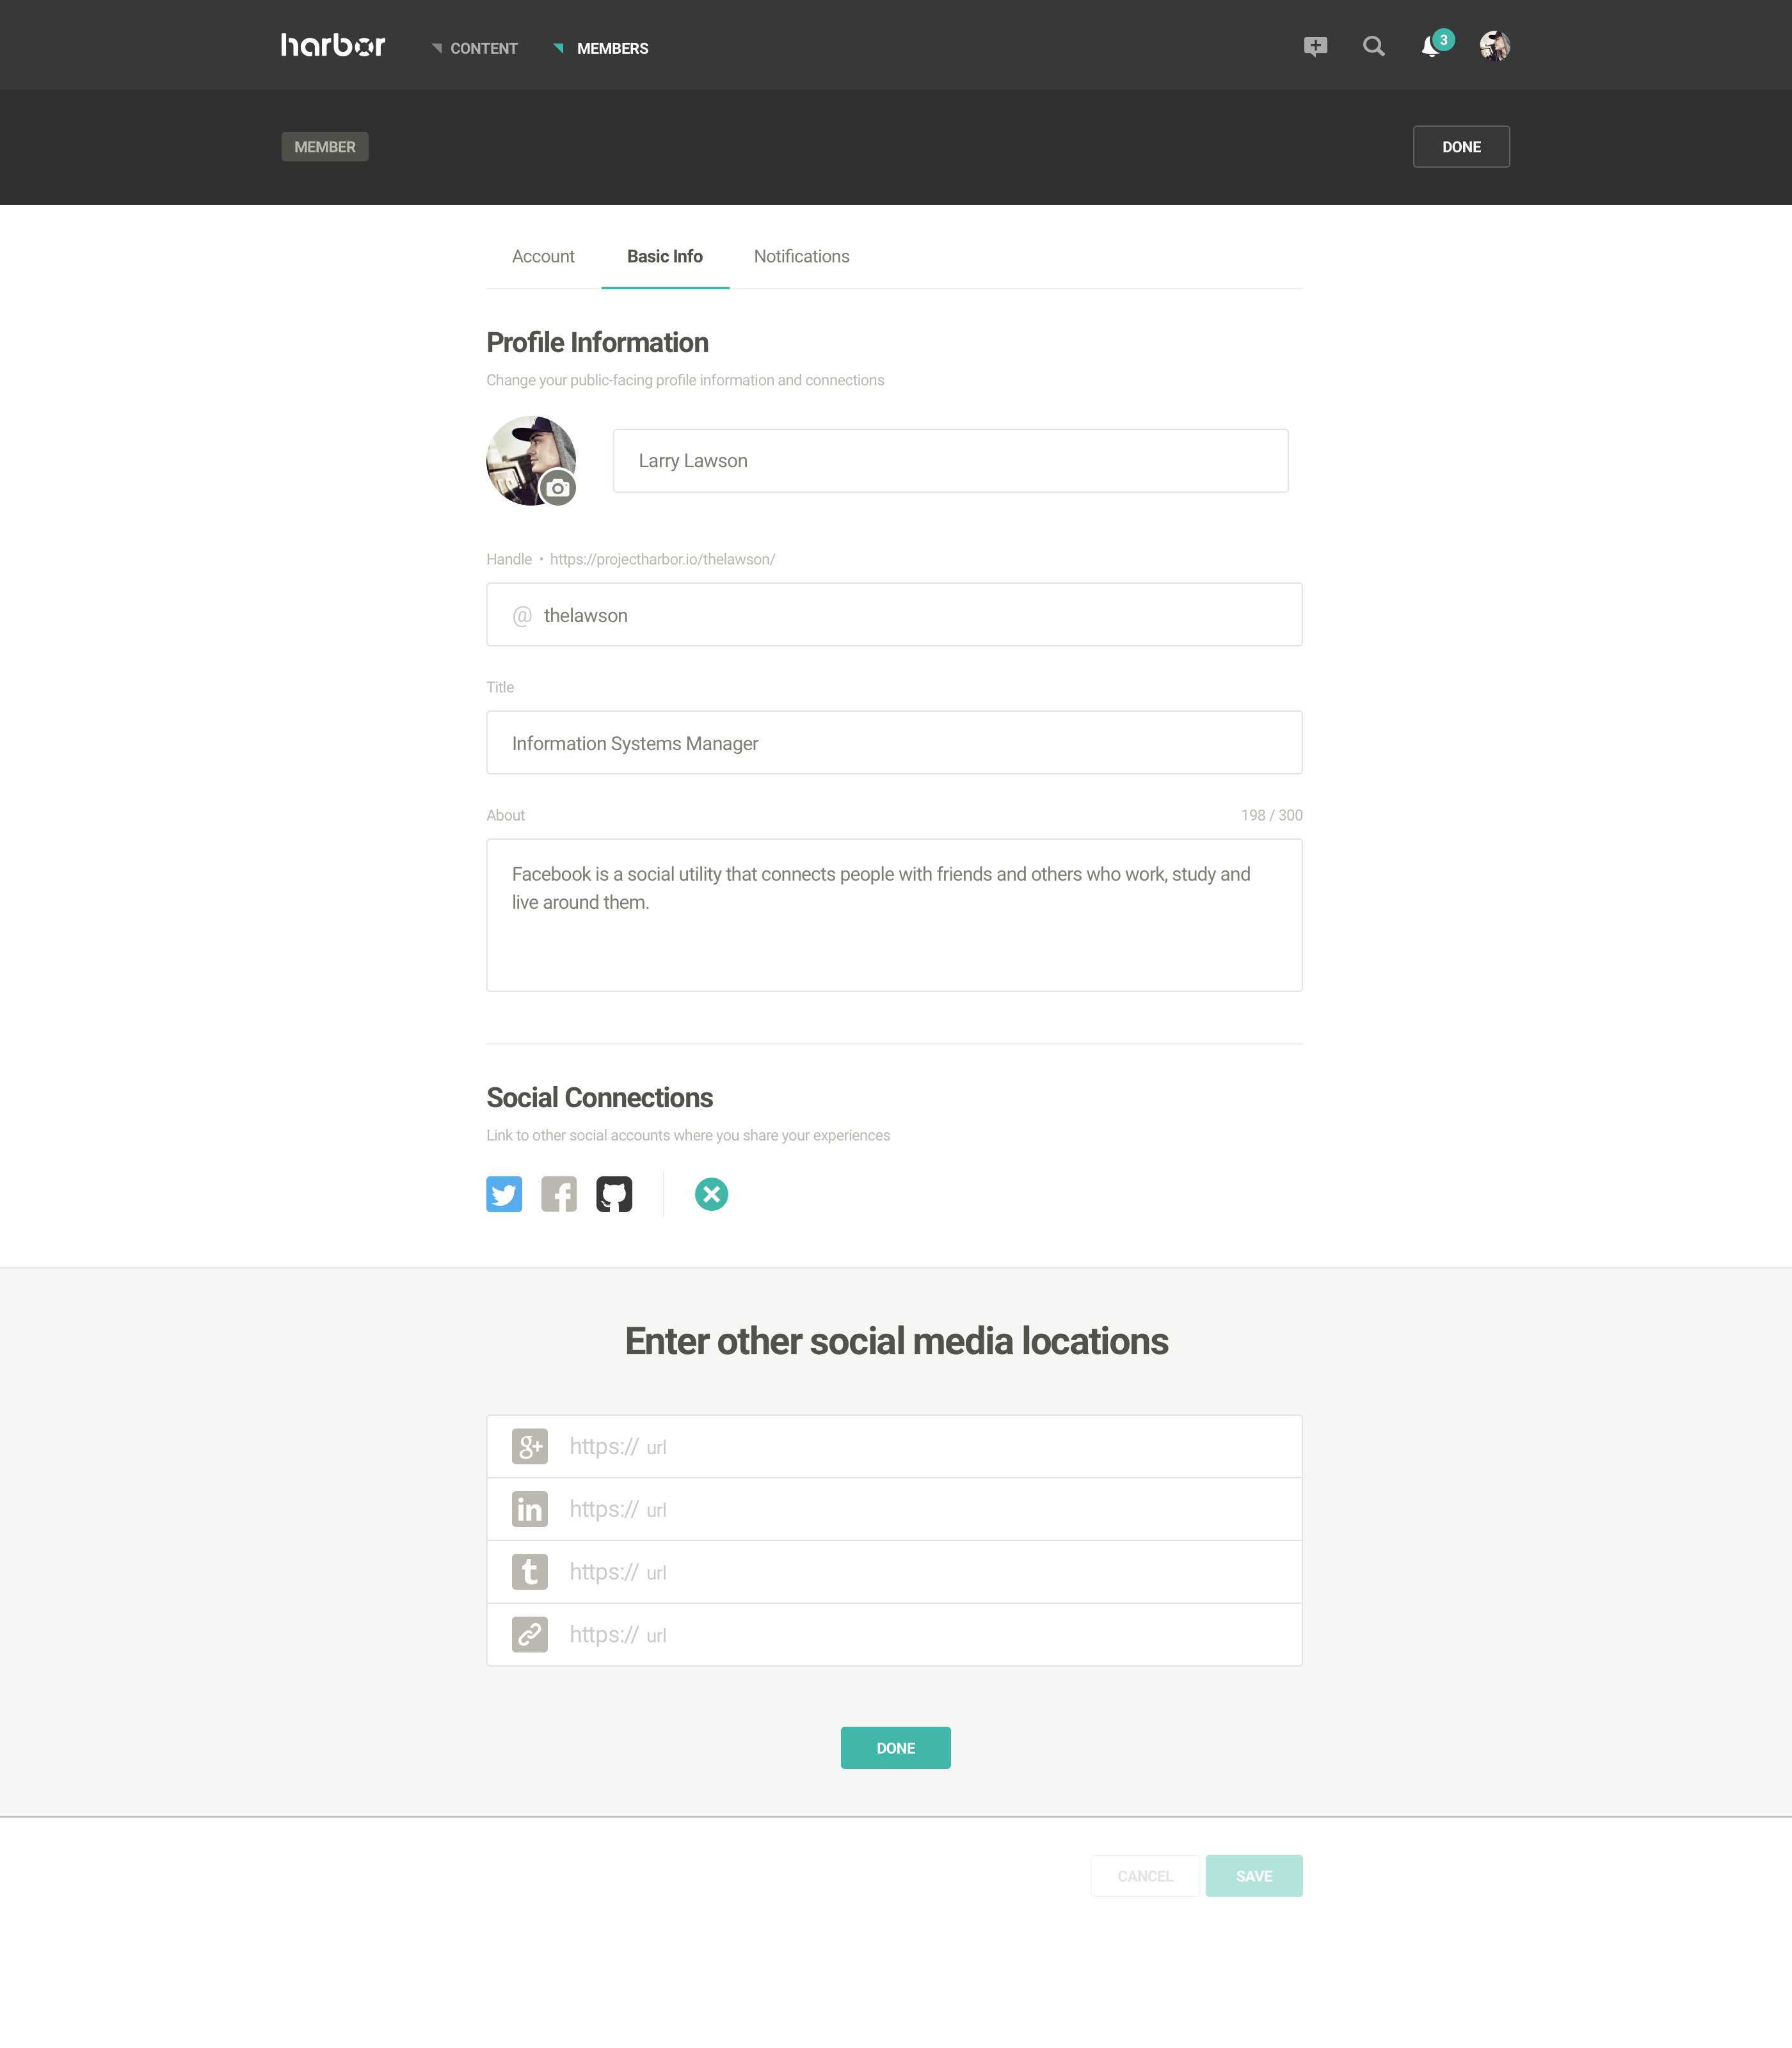 harbor
CONTENT
MEMBERS
3
MEMBER
DONE
Account
Basic Info
Notifications
Profile Information
Change your public-facing profile information and connections
Larry Lawson
Handle • https://projectharbor.io/thelawson/
@ thelawson
Title
Information Systems Manager
About
198 / 300
Facebook is a social utility that connects people with friends and others who work, study and
live around them.
Social Connections
Link to other social accounts where you share your experiences
Enter other social media locations
g+ https:// url
in https:// url
t https:// url
https:// url
DONE
CANCEL
SAVE